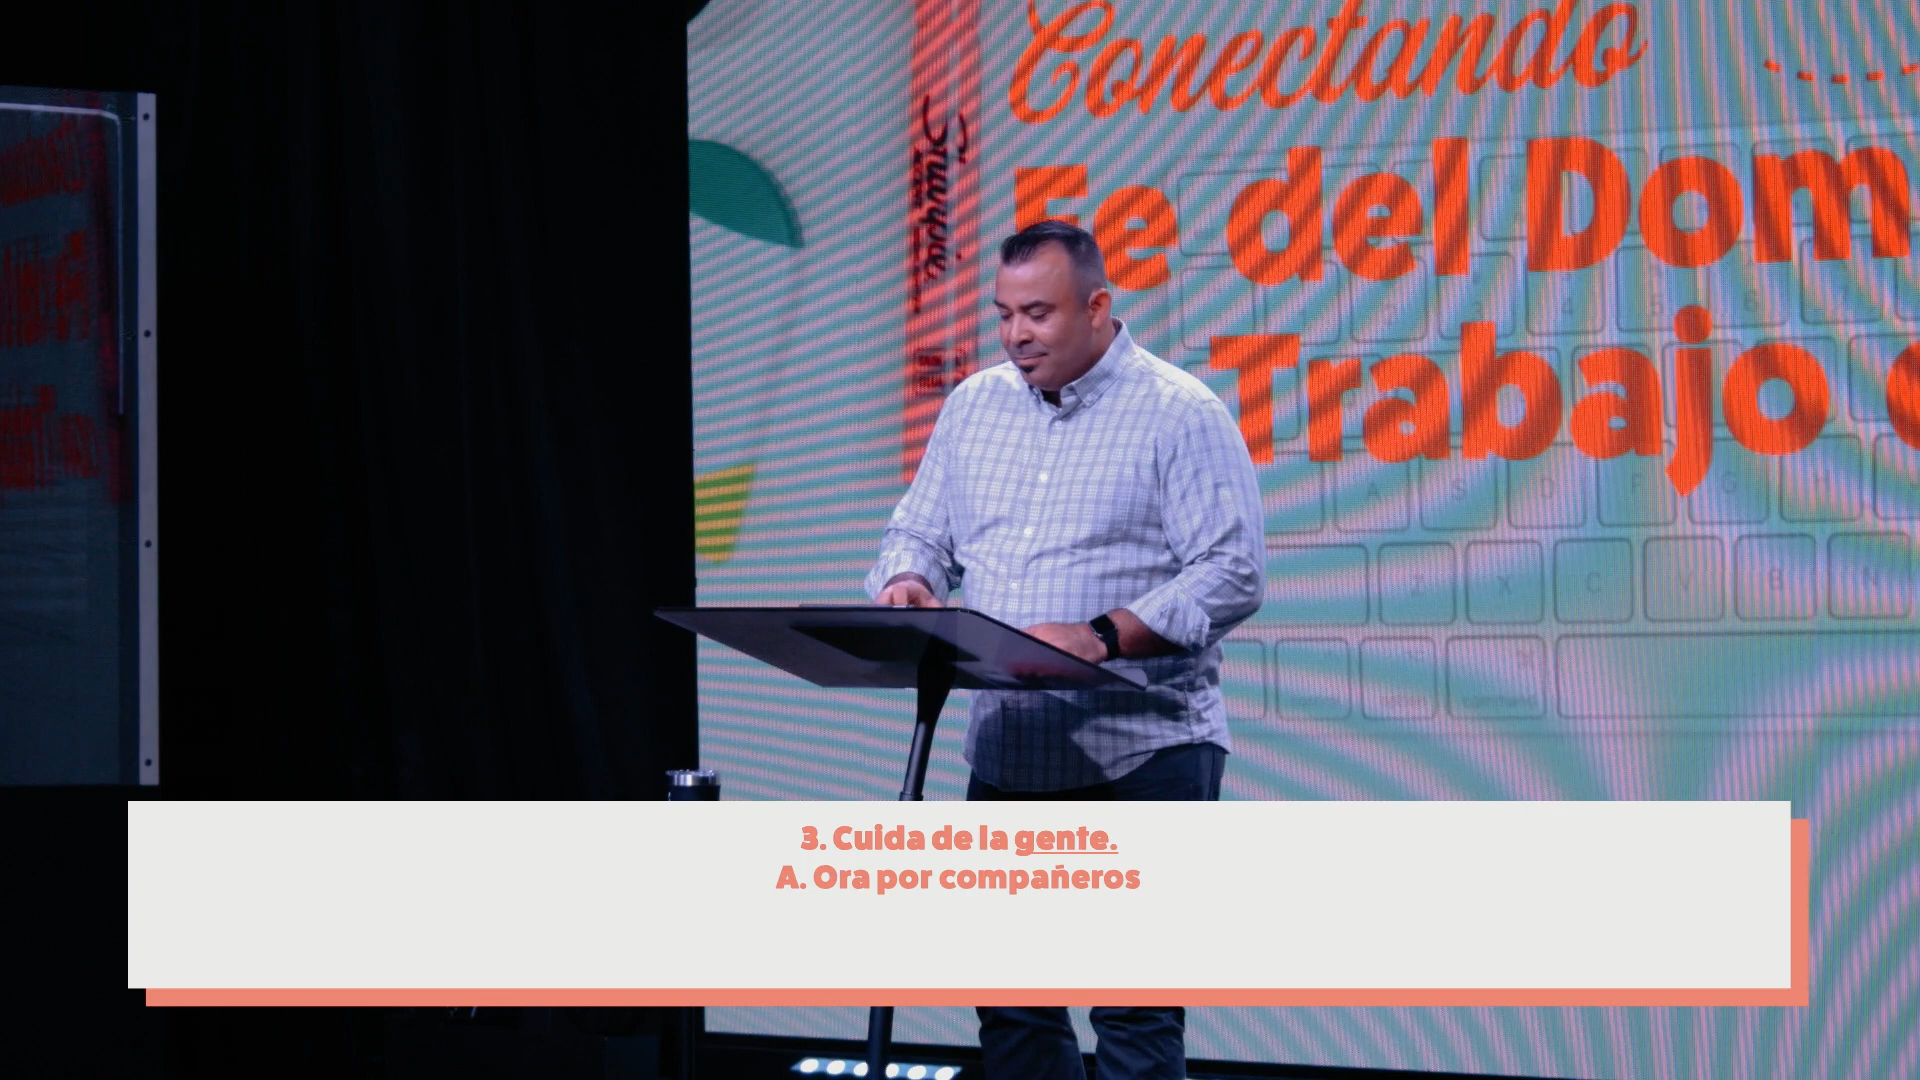 Conectando
Fe del Dom
Trabajo
3. Cuida de la gente.
A. Ora por compañeros